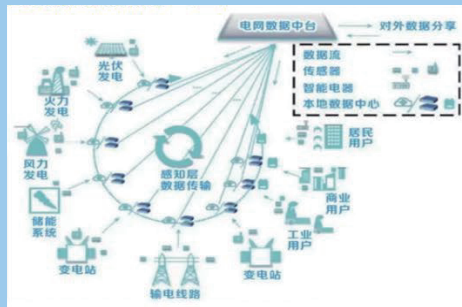 电网数据中台
对外数据分享
数据流
传感器
智能电器
本地数据中心
光伏
发电
火力
发电
风力
发电
储能
系统
变电站
输电线路
变电站
工业
用户
商业
用户
居民
用户
感知层
数据传输